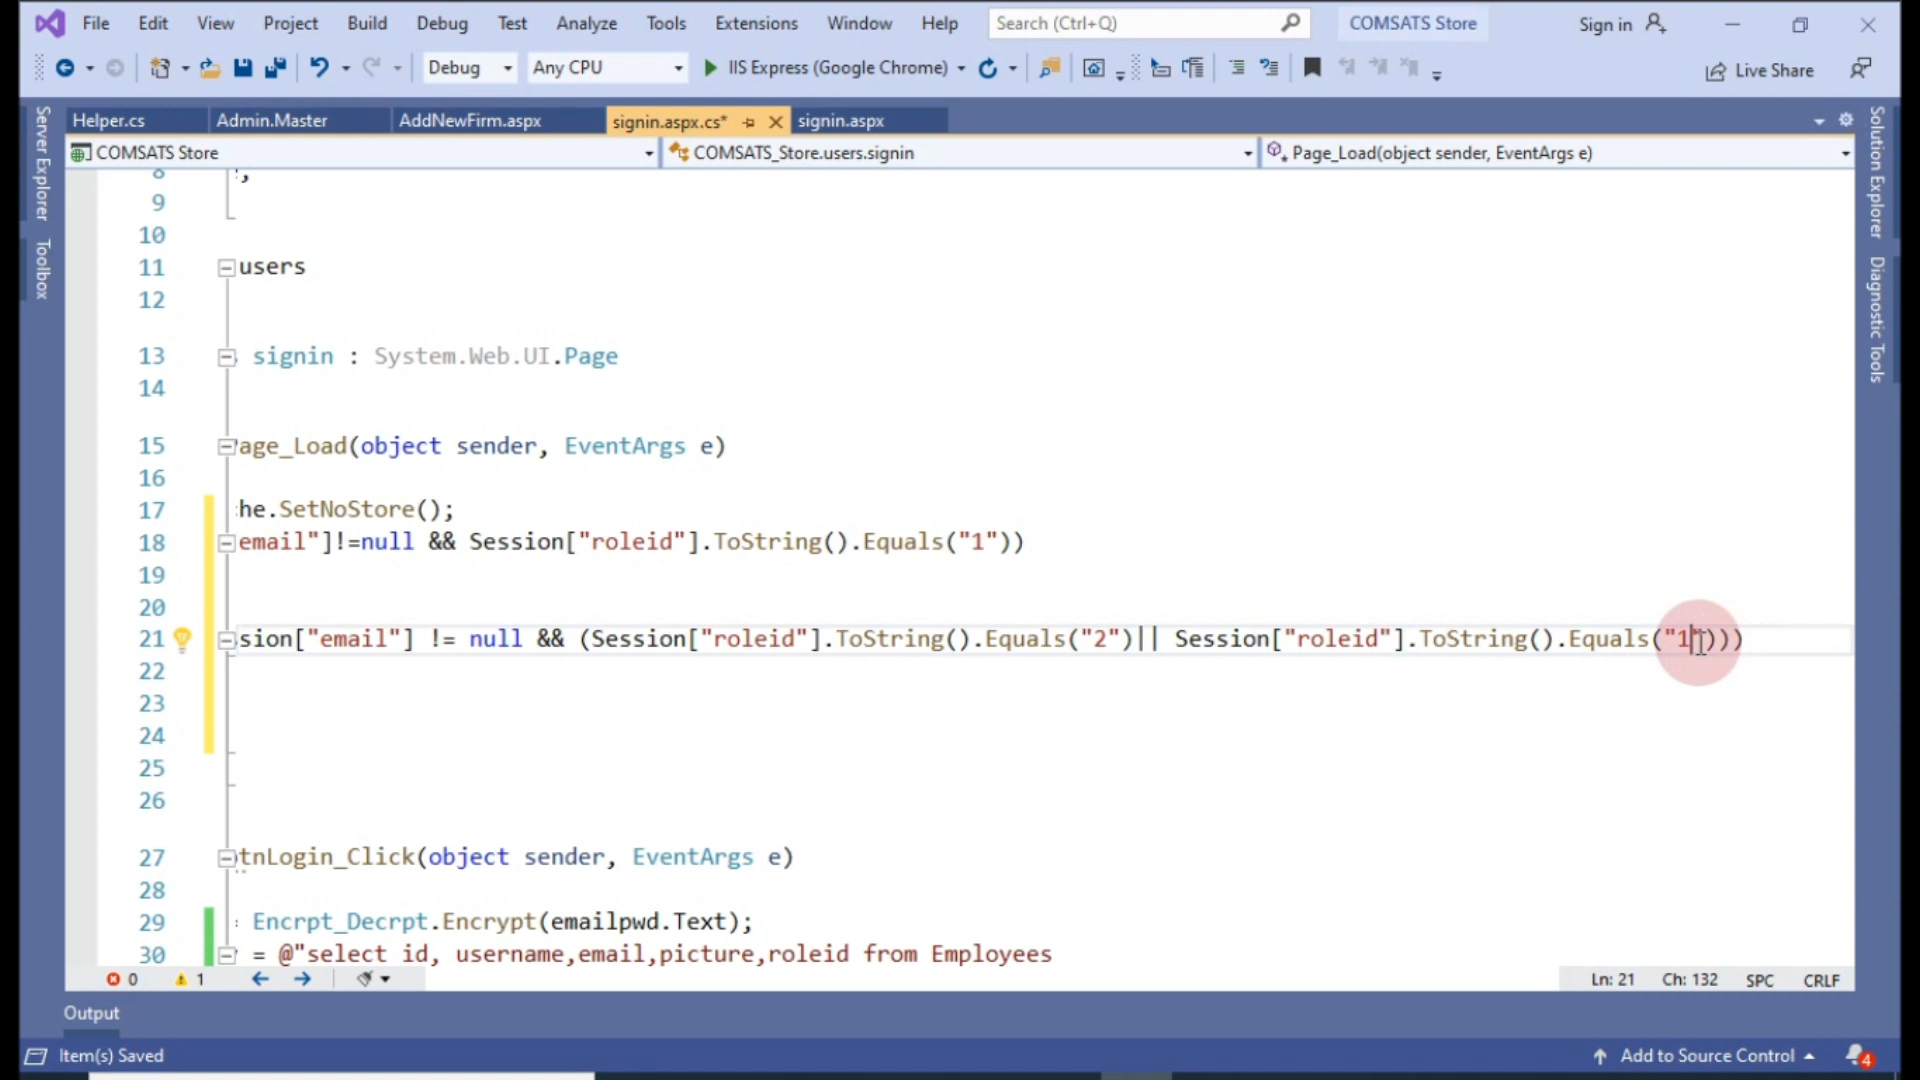 File Edit View Project Build Debug Test Analyze Tools Extensions Window Help Search (Ctrl+Q) COMSATS Store Sign in
Debug Any CPU IIS Express (Google Chrome) Live Share
Server Explorer
Toolbox
Helper.cs Admin.Master AddNewFirm.aspx signin.aspx.cs* signin.aspx
COMSATS Store COMSATS_Store.users.signin Page_Load(object sender, EventArgs e)
8
9
10
11 users
12
13 signin : System.Web.UI.Page
14
15 age_Load(object sender, EventArgs e)
16
17 he.SetNoStore();
18 email"]!=null && Session["roleid"].ToString().Equals("1"))
19
20
21 sion["email"] != null && (Session["roleid"].ToString().Equals("2")|| Session["roleid"].ToString().Equals("1")))
22
23
24
25
26
27 tnLogin_Click(object sender, EventArgs e)
28
29 Encrpt_Decrpt.Encrypt(emailpwd.Text);
30 = @"select id, username,email,picture,roleid from Employees
0 1 Ln: 21 Ch: 132 SPC CRLF
Solution Explorer
Diagnostic Tools
Output
Item(s) Saved Add to Source Control 4